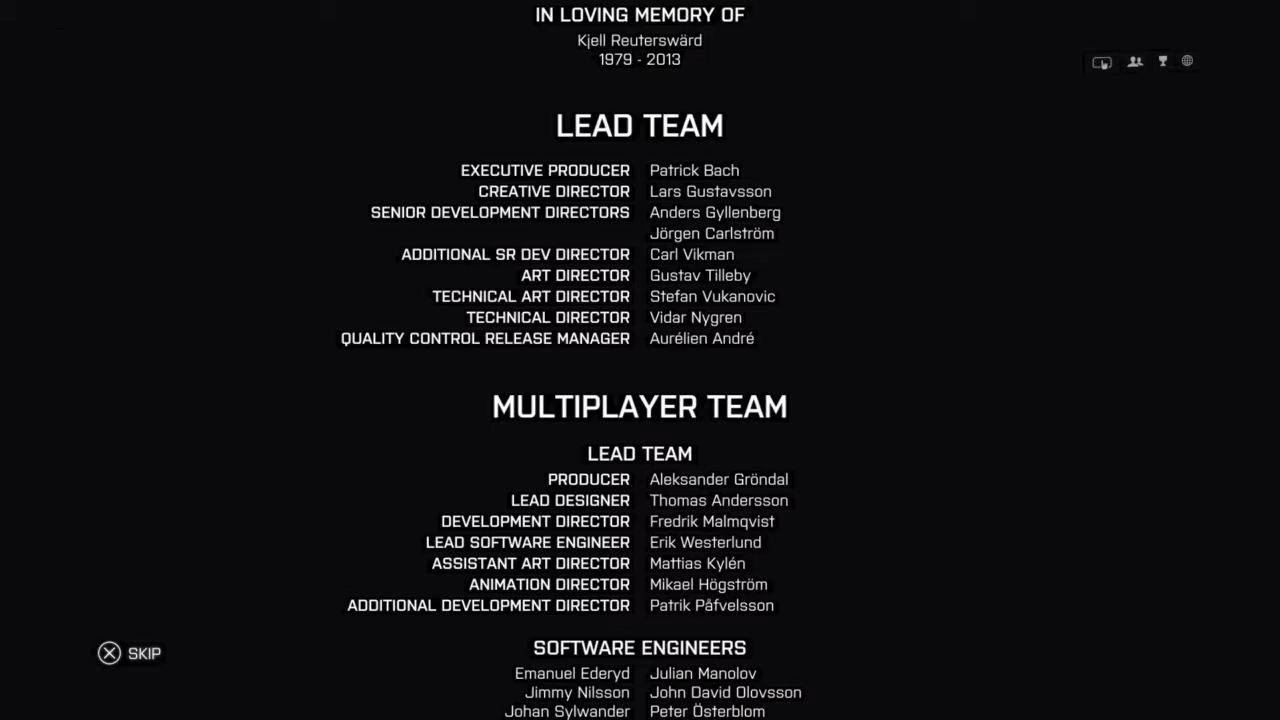 IN LOVING MEMORY OF
Kjell Reuterswärd
1979 - 2013
LEAD TEAM
EXECUTIVE PRODUCER Patrick Bach
CREATIVE DIRECTOR Lars Gustavsson
SENIOR DEVELOPMENT DIRECTORS Anders Gyllenberg
Jörgen Carlström
ADDITIONAL SR DEV DIRECTOR Carl Vikman
ART DIRECTOR Gustav Tilleby
TECHNICAL ART DIRECTOR Stefan Vukanovic
TECHNICAL DIRECTOR Vidar Nygren
QUALITY CONTROL RELEASE MANAGER Aurélien André
MULTIPLAYER TEAM
LEAD TEAM
PRODUCER Aleksander Gröndal
LEAD DESIGNER Thomas Andersson
DEVELOPMENT DIRECTOR Fredrik Malmqvist
LEAD SOFTWARE ENGINEER Erik Westerlund
ASSISTANT ART DIRECTOR Mattias Kylén
ANIMATION DIRECTOR Mikael Högström
ADDITIONAL DEVELOPMENT DIRECTOR Patrik Påfvelsson
SKIP
SOFTWARE ENGINEERS
Emanuel Ederyd Julian Manolov
Jimmy Nilsson John David Olovsson
Johan Sylwander Peter Österblom